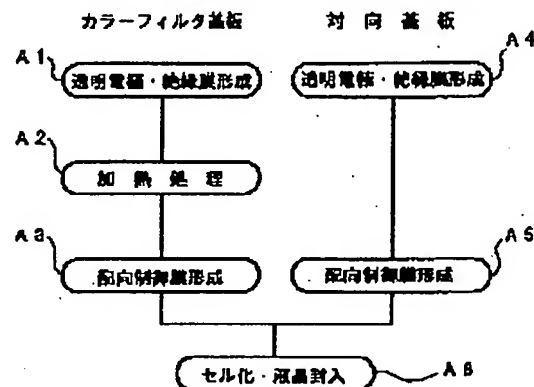 カラーフィルタ基板
対向基板
A1
透明電極・絶縁膜形成
A4
透明電極・絶縁膜形成
A2
加熱処理
A3
配向制御膜形成
A5
配向制御膜形成
セル化・液晶封入
A6